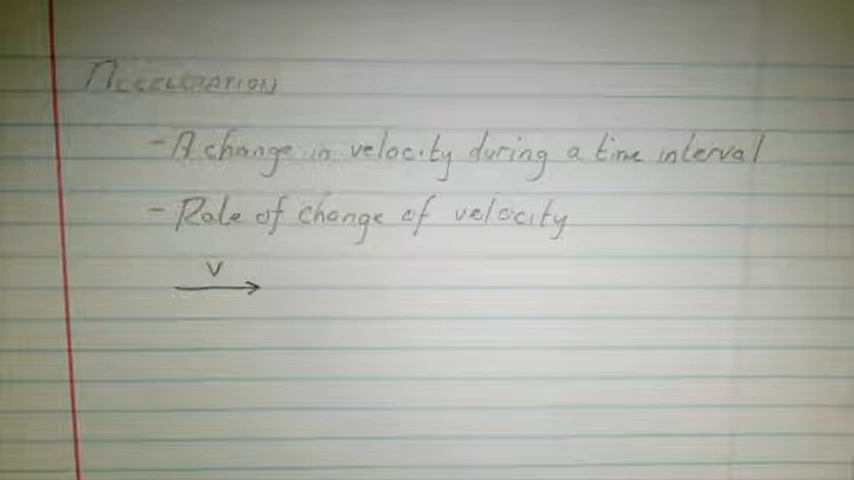 ACCELERATION
- A change in velocity during a time interval
- Rate of change of velocity
V